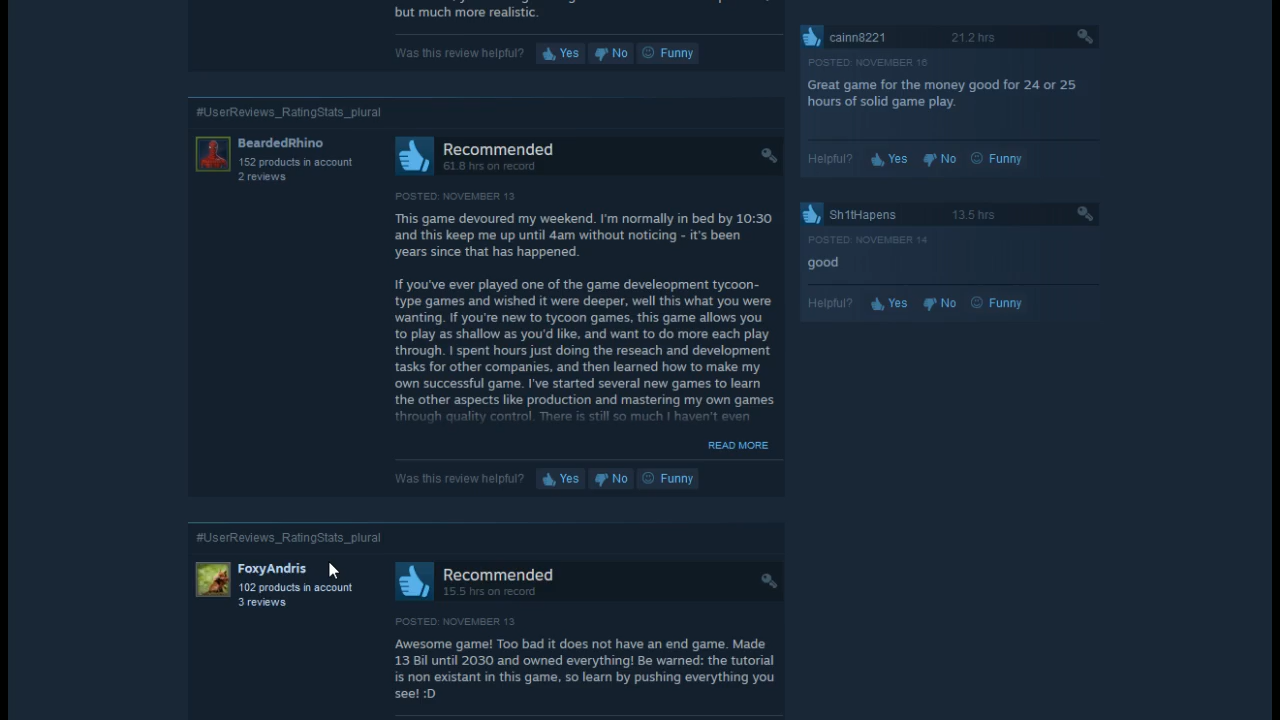 but much more realistic.
Was this review helpful? Yes No Funny
#UserReviews_RatingStats_plural
BeardedRhino
152 products in account
2 reviews
Recommended
61.8 hrs on record
POSTED: NOVEMBER 13
This game devoured my weekend. I'm normally in bed by 10:30
and this keep me up until 4am without noticing - it's been
years since that has happened.
If you've ever played one of the game develeopment tycoon-
type games and wished it were deeper, well this what you were
wanting. If you're new to tycoon games, this game allows you
to play as shallow as you'd like, and want to do more each play
through. I spent hours just doing the reseach and development
tasks for other companies, and then learned how to make my
own successful game. I've started several new games to learn
the other aspects like production and mastering my own games
through quality control. There is still so much I haven't even
READ MORE
Was this review helpful? Yes No Funny
#UserReviews_RatingStats_plural
FoxyAndris
102 products in account
3 reviews
Recommended
15.5 hrs on record
POSTED: NOVEMBER 13
Awesome game! Too bad it does not have an end game. Made
13 Bil until 2030 and owned everything! Be warned: the tutorial
is non existant in this game, so learn by pushing everything you
see! :D
cainn8221 21.2 hrs
POSTED: NOVEMBER 16
Great game for the money good for 24 or 25
hours of solid game play.
Helpful? Yes No Funny
Sh1tHapens 13.5 hrs
POSTED: NOVEMBER 14
good
Helpful? Yes No Funny